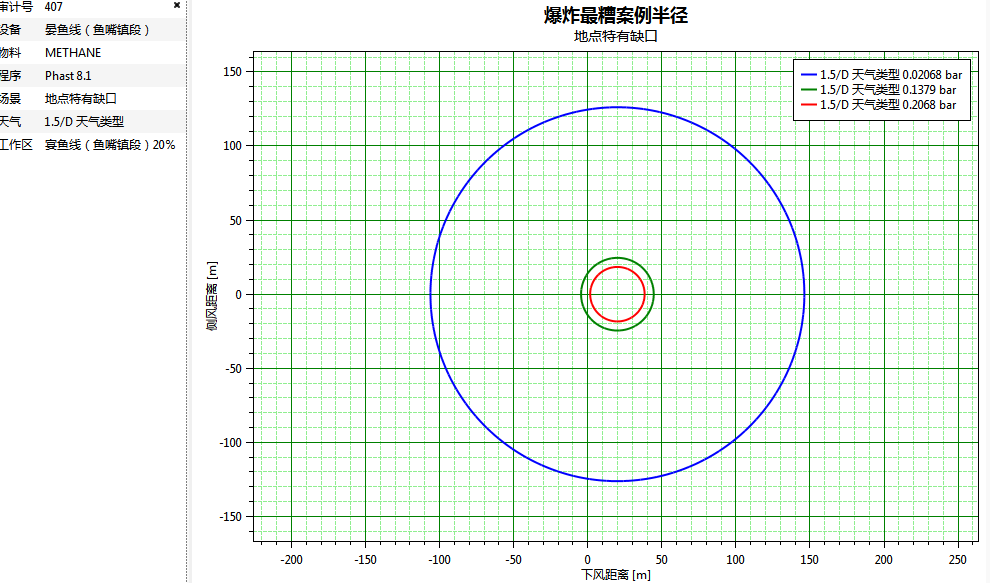 审计号 407
设备 晏鱼线（鱼嘴镇段）
物料 METHANE
程序 Phast 8.1
场景 地点特有缺口
天气 1.5/D 天气类型
工作区 宴鱼线（鱼嘴镇段）20%
爆炸最糟案例半径
地点特有缺口
1.5/D 天气类型 0.02068 bar
1.5/D 天气类型 0.1379 bar
1.5/D 天气类型 0.2068 bar
侧风距离 [m]
150
100
50
0
-50
-100
-150
-200 -150 -100 -50 0 50 100 150 200 250
下风距离 [m]